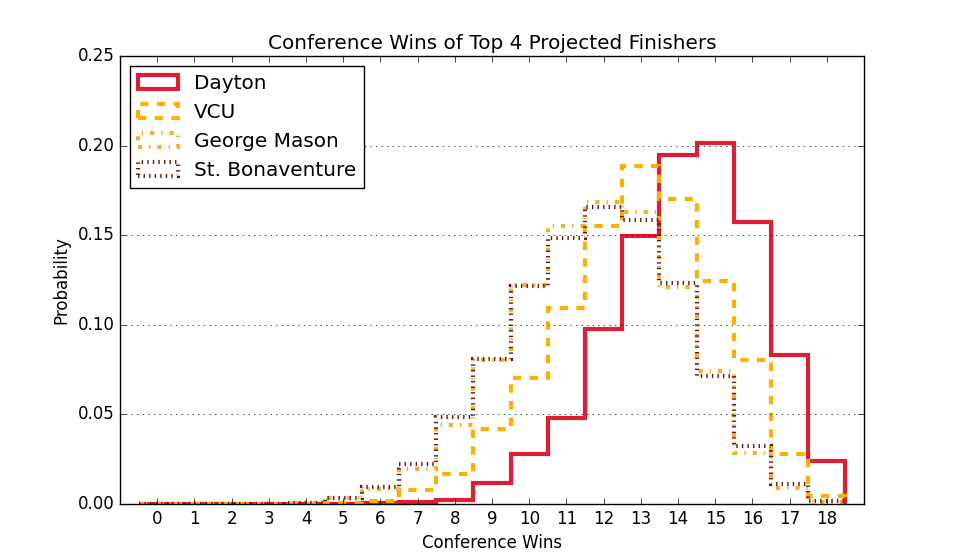 Conference Wins of Top 4 Projected Finishers
0.25
0.20
0.15
0.10
0.05
0.00
Probability
Dayton
VCU
George Mason
St. Bonaventure
0 1 2 3 4 5 6 7 8 9 10 11 12 13 14 15 16 17 18
Conference Wins